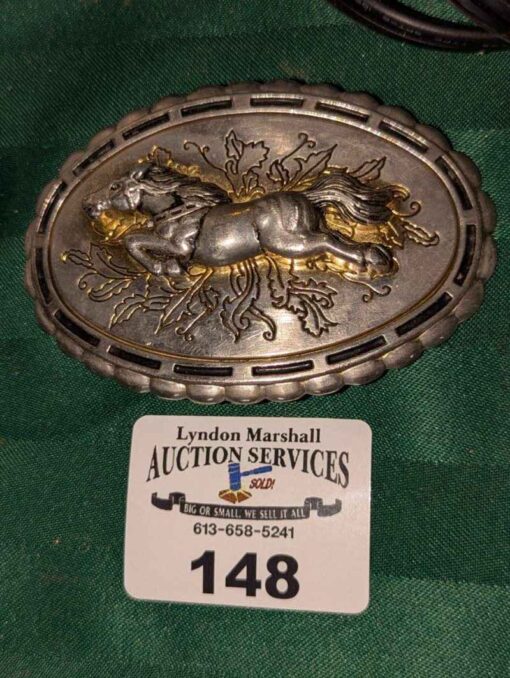 Lyndon Marshall
AUCTION SERVICES
SOLD!
BIG OR SMALL, WE SELL IT ALL
613-658-5241
148